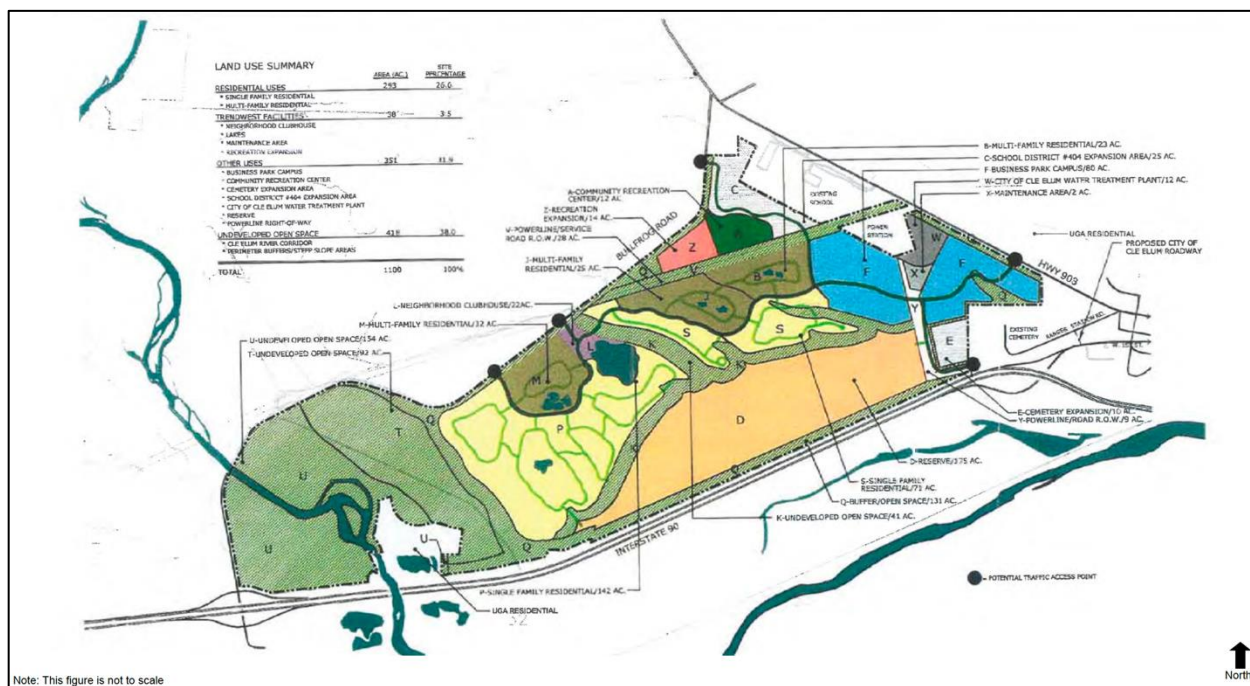 LAND USE SUMMARY
AREA (AC.)
SITE PERCENTAGE
RESIDENTIAL USES 293 26.6
* SINGLE FAMILY RESIDENTIAL
* MULTI-FAMILY RESIDENTIAL
TRENDWEST FACILITIES 38 3.5
* NEIGHBORHOOD CLUBHOUSE
* LAKES
* MAINTENANCE AREA
* RECREATION EXPANSION
OTHER USES 351 31.9
* BUSINESS PARK CAMPUS
* COMMUNITY RECREATION CENTER
* CEMETERY EXPANSION AREA
* SCHOOL DISTRICT #404 EXPANSION AREA
* CITY OF CLE ELUM WATER TREATMENT PLANT
* RESERVE
* POWERLINE RIGHT-OF-WAY
UNDEVELOPED OPEN SPACE 418 38.0
* CLE ELUM RIVER CORRIDOR
* PERIMETER BUFFERS/STEEP SLOPE AREAS
TOTAL 1100 100%
B-MULTI-FAMILY RESIDENTIAL/23 AC.
C-SCHOOL DISTRICT #404 EXPANSION AREA/25 AC.
F-BUSINESS PARK CAMPUS/80 AC.
W-CITY OF CLE ELUM WATER TREATMENT PLANT/12 AC.
X-MAINTENANCE AREA/2 AC.
A-COMMUNITY RECREATION
CENTER/12 AC.
Z-RECREATION
EXPANSION/14 AC.
V-POWERLINE/SERVICE
ROAD R.O.W./28 AC.
J-MULTI-FAMILY
RESIDENTIAL/25 AC.
L-NEIGHBORHOOD CLUBHOUSE/22AC.
M-MULTI-FAMILY RESIDENTIAL/32 AC.
U-UNDEVELOPED OPEN SPACE/154 AC.
T-UNDEVELOPED OPEN SPACE/92 AC.
BULLFROG ROAD
C
EXISTING
SCHOOL
POWER
STATION
UGA RESIDENTIAL
PROPOSED CITY OF
CLE ELUM ROADWAY
HWY 903
Z
Q
V
B
J
F
W
X
F
Q
Y
S
S
L
K
K
M
P
D
E
EXISTING
CEMETERY
RANGER STATION RD.
T
Q
U
U
U
Q
Q
INTERSTATE 90
E-CEMETERY EXPANSION/10 AC.
Y-POWERLINE/ROAD R.O.W./9 AC.
D-RESERVE/175 AC.
S-SINGLE FAMILY
RESIDENTIAL/71 AC.
Q-BUFFER/OPEN SPACE/131 AC.
K-UNDEVELOPED OPEN SPACE/41 AC.
P-SINGLE FAMILY RESIDENTIAL/142 AC.
UGA RESIDENTIAL
POTENTIAL TRAFFIC ACCESS POINT
Note: This figure is not to scale
North